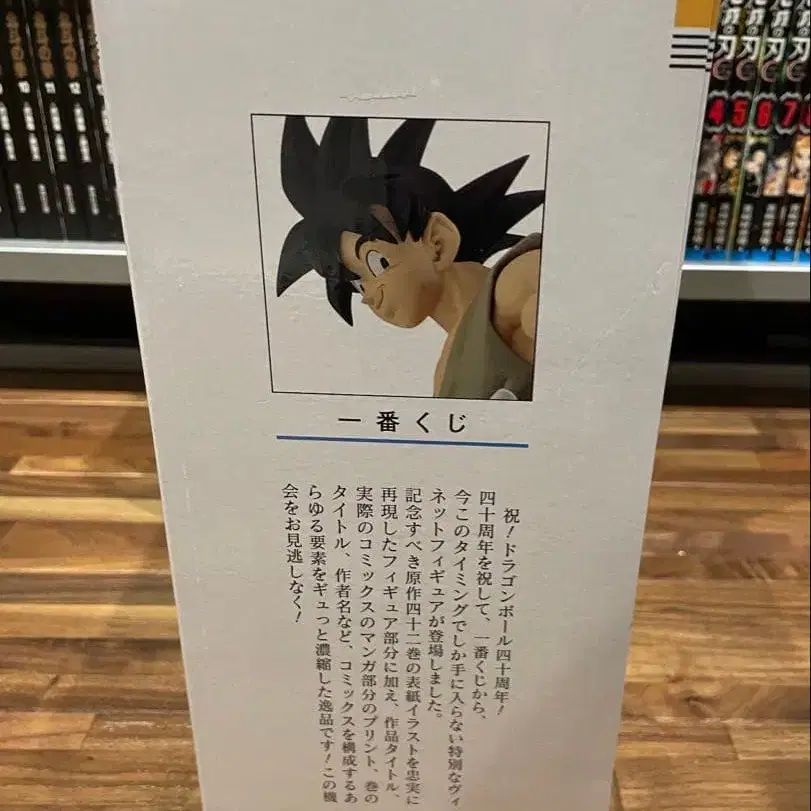 一番くじ
祝！ドラゴンボール四十周年！
四十周年を祝して、一番くじから、
今このタイミングでしか手に入らない特別なヴィ
ネットフィギュアが登場しました。
記念すべき原作四十二巻の表紙イラストを忠実に
再現したフィギュア部分に加え、作品タイトル、
実際のコミックスのマンガ部分のプリント、巻の
タイトル、作者名など、コミックスを構成するあ
らゆる要素をギュっと濃縮した逸品です！この機
会をお見逃しなく！
10
11
12
4
5
6
7